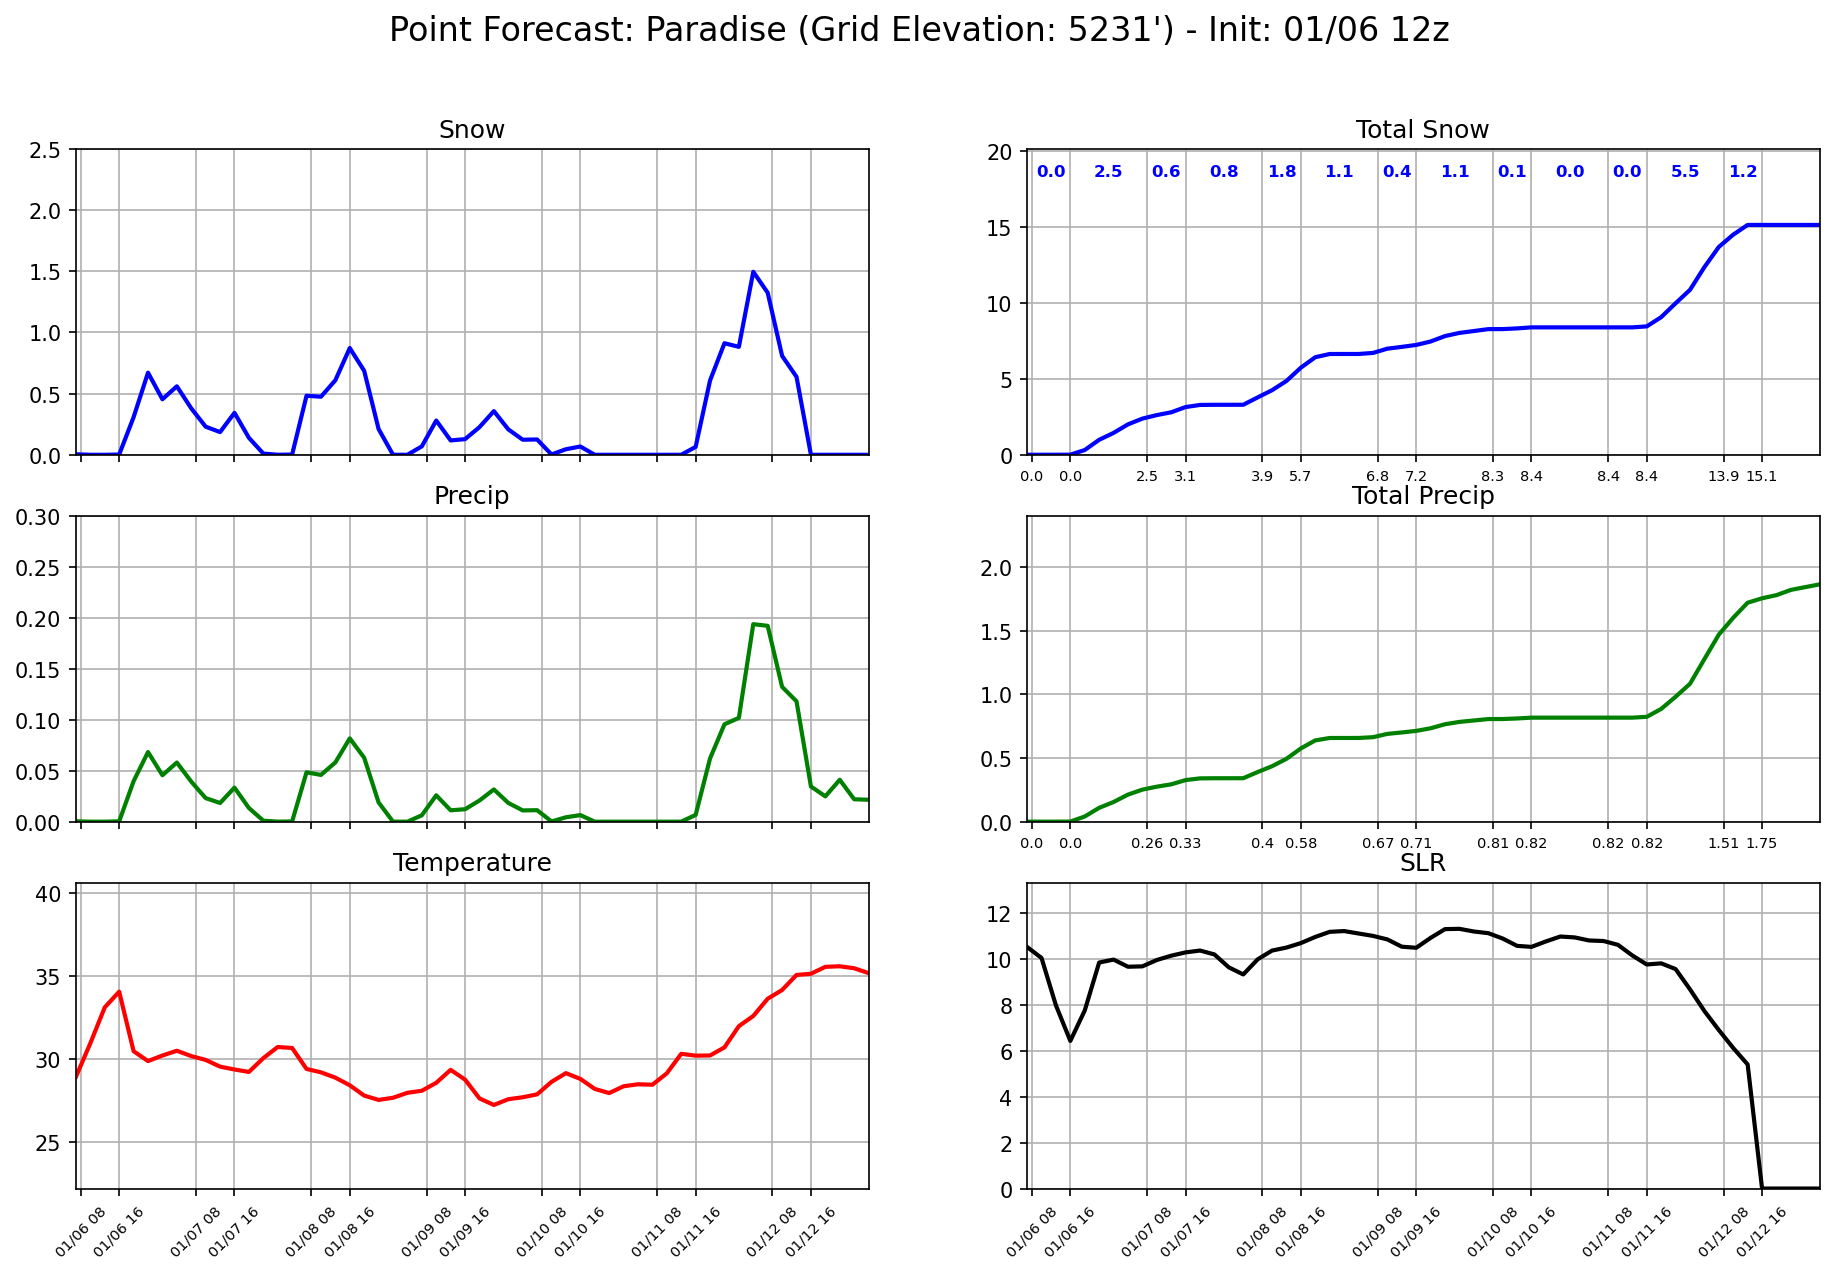 Point Forecast: Paradise (Grid Elevation: 5231') - Init: 01/06 12z
Snow
2.5
2.0
1.5
1.0
0.5
0.0
Total Snow
20
15
10
5
0
0.0 2.5 0.6 0.8 1.8 1.1 0.4 1.1 0.1 0.0 0.0 5.5 1.2
0.0 0.0 2.5 3.1 3.9 5.7 6.8 7.2 8.3 8.4 8.4 8.4 13.9 15.1
Precip
0.30
0.25
0.20
0.15
0.10
0.05
0.00
Total Precip
2.0
1.5
1.0
0.5
0.0
0.0 0.0 0.26 0.33 0.4 0.58 0.67 0.71 0.81 0.82 0.82 0.82 1.51 1.75
Temperature
40
35
30
25
01/06 08 01/06 16 01/07 08 01/07 16 01/08 08 01/08 16 01/09 08 01/09 16 01/10 08 01/10 16 01/11 08 01/11 16 01/12 08 01/12 16
SLR
12
10
8
6
4
2
0
01/06 08 01/06 16 01/07 08 01/07 16 01/08 08 01/08 16 01/09 08 01/09 16 01/10 08 01/10 16 01/11 08 01/11 16 01/12 08 01/12 16